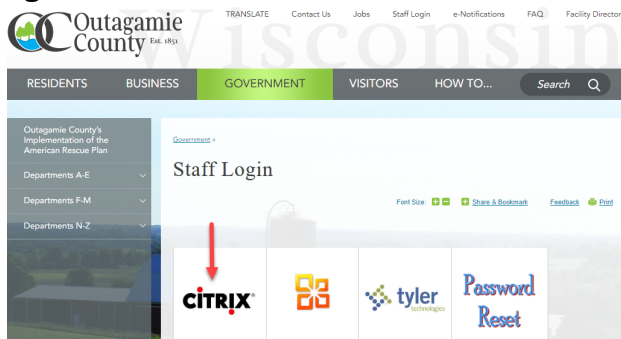 Outagamie
County Est. 1851
TRANSLATE Contact Us Jobs Staff Login e-Notifications FAQ Facility Director
Wisconsin
RESIDENTS BUSINESS GOVERNMENT VISITORS HOW TO... Search
Outagamie County's
Implementation of the
American Rescue Plan
Departments A-E
Departments F-M
Departments N-Z
Government »
Staff Login
Font Size: + - + Share & Bookmark Feedback Print
CITRIX
tyler
technologies
Password
Reset